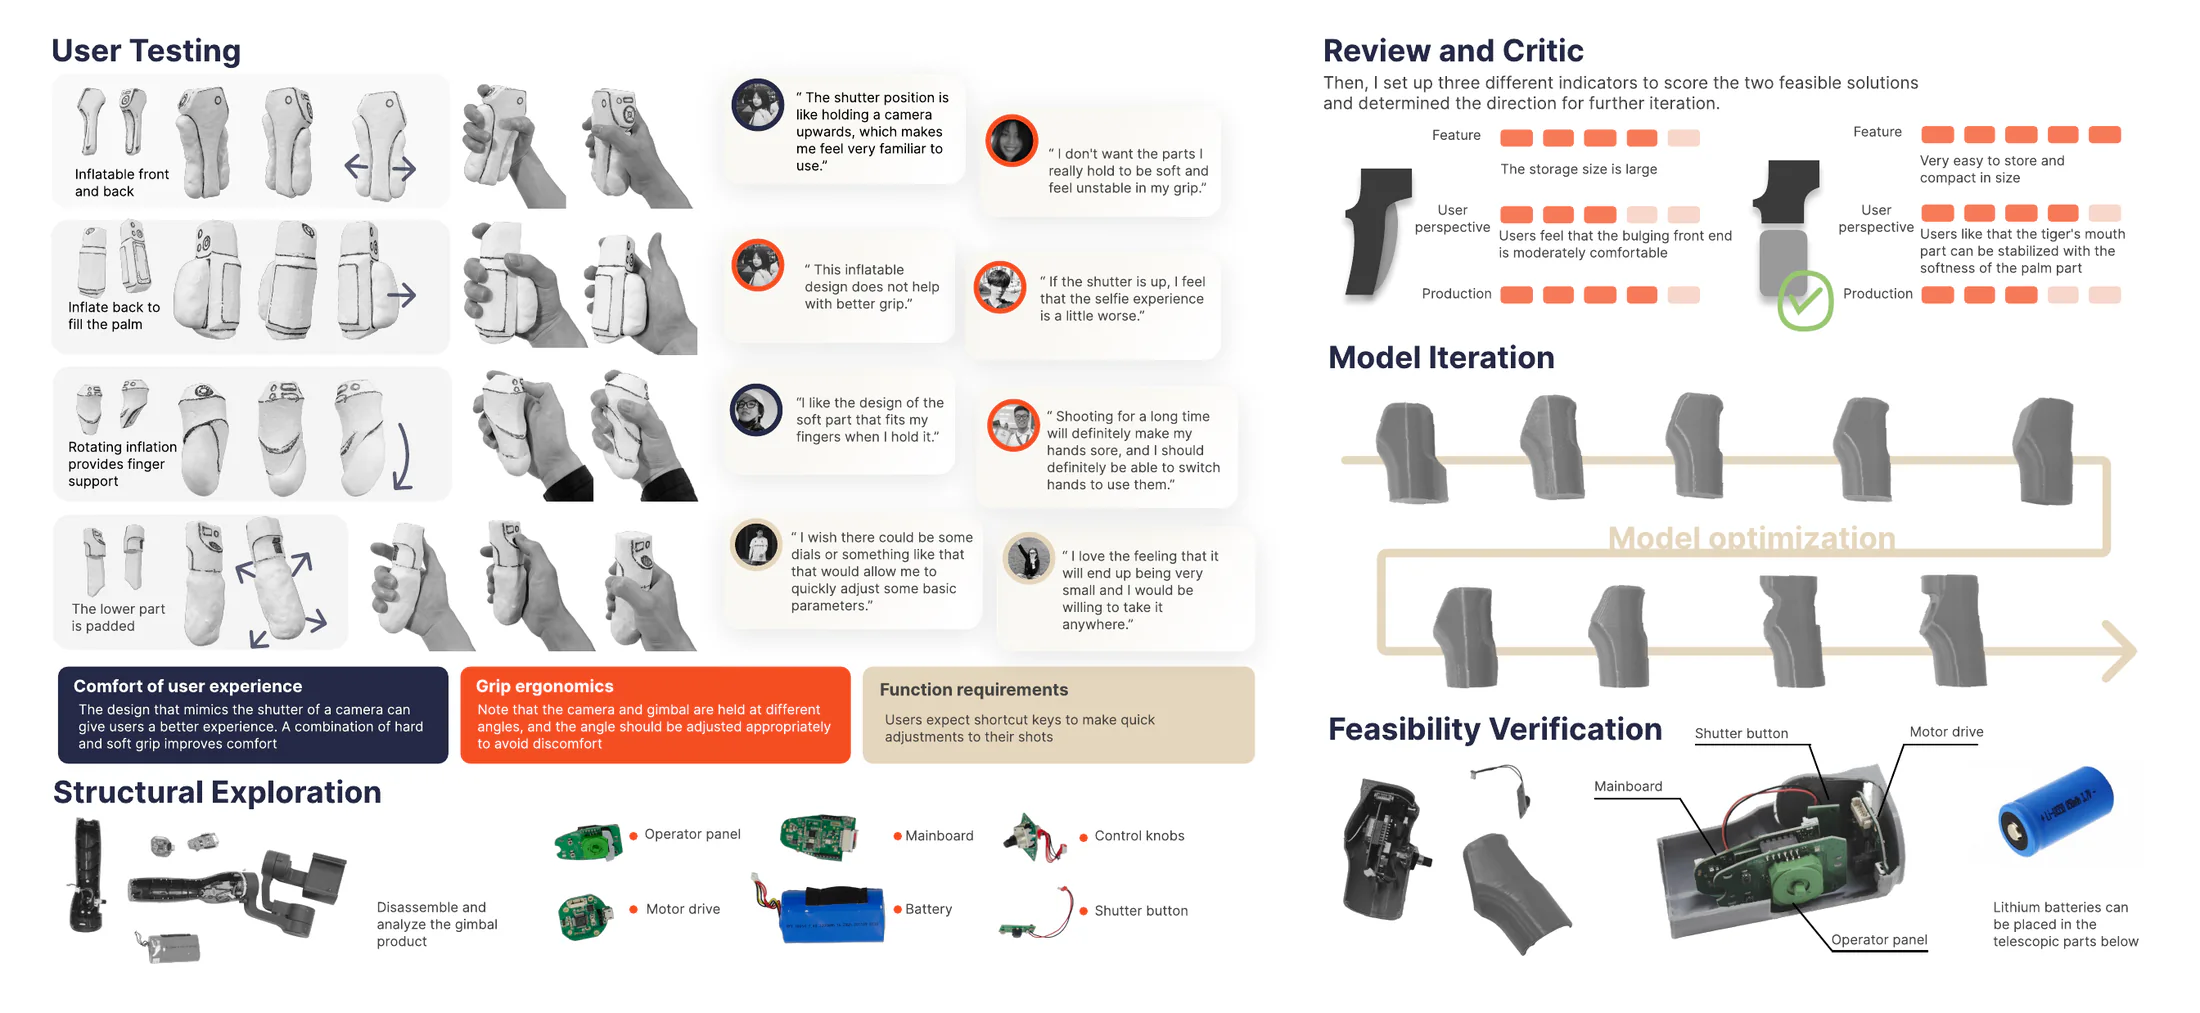 User Testing
Inflatable front
and back
Inflate back to
fill the palm
Rotating inflation
provides finger
support
The lower part
is padded
“ The shutter position is
like holding a camera
upwards, which makes
me feel very familiar to
use.”
“ I don't want the parts I
really hold to be soft and
feel unstable in my grip.”
“ This inflatable
design does not help
with better grip.”
“ If the shutter is up, I feel
that the selfie experience
is a little worse.”
“I like the design of the
soft part that fits my
fingers when I hold it.”
“ Shooting for a long time
will definitely make my
hands sore, and I should
definitely be able to switch
hands to use them.”
“ I wish there could be some
dials or something like that
that would allow me to
quickly adjust some basic
parameters.”
“ I love the feeling that it
will end up being very
small and I would be
willing to take it
anywhere.”
Comfort of user experience
The design that mimics the shutter of a camera can
give users a better experience. A combination of hard
and soft grip improves comfort
Grip ergonomics
Note that the camera and gimbal are held at different
angles, and the angle should be adjusted appropriately
to avoid discomfort
Function requirements
Users expect shortcut keys to make quick
adjustments to their shots
Structural Exploration
Disassemble and
analyze the gimbal
product
Operator panel
Mainboard
Control knobs
Motor drive
Battery
Shutter button
Review and Critic
Then, I set up three different indicators to score the two feasible solutions
and determined the direction for further iteration.
Feature
The storage size is large
User
perspective
Users feel that the bulging front end
is moderately comfortable
Production
Feature
Very easy to store and
compact in size
User
perspective
Users like that the tiger's mouth
part can be stabilized with the
softness of the palm part
Production
Model Iteration
Model optimization
Feasibility Verification
Shutter button
Motor drive
Mainboard
Operator panel
Lithium batteries can
be placed in the
telescopic parts below